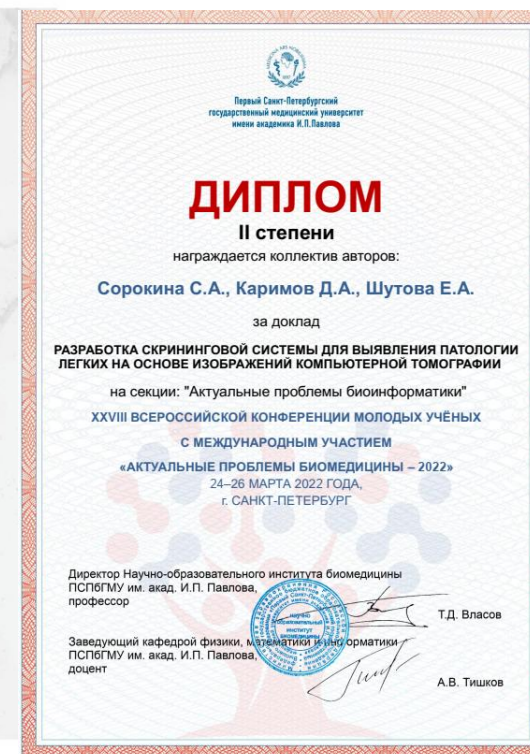 Первый Санкт-Петербургский
государственный медицинский университет
имени академика И.П.Павлова
ДИПЛОМ
II степени
награждается коллектив авторов:
Сорокина С.А., Каримов Д.А., Шутова Е.А.
за доклад
РАЗРАБОТКА СКРИНИНГОВОЙ СИСТЕМЫ ДЛЯ ВЫЯВЛЕНИЯ ПАТОЛОГИИ
ЛЕГКИХ НА ОСНОВЕ ИЗОБРАЖЕНИЙ КОМПЬЮТЕРНОЙ ТОМОГРАФИИ
на секции: "Актуальные проблемы биоинформатики"
XXVIII ВСЕРОССИЙСКОЙ КОНФЕРЕНЦИИ МОЛОДЫХ УЧЁНЫХ
С МЕЖДУНАРОДНЫМ УЧАСТИЕМ
«АКТУАЛЬНЫЕ ПРОБЛЕМЫ БИОМЕДИЦИНЫ – 2022»
24–26 МАРТА 2022 ГОДА,
г. САНКТ-ПЕТЕРБУРГ
Директор Научно-образовательного института биомедицины
ПСПбГМУ им. акад. И.П. Павлова,
профессор
Т.Д. Власов
Заведующий кафедрой физики, математики и информатики
ПСПбГМУ им. акад. И.П. Павлова,
доцент
А.В. Тишков